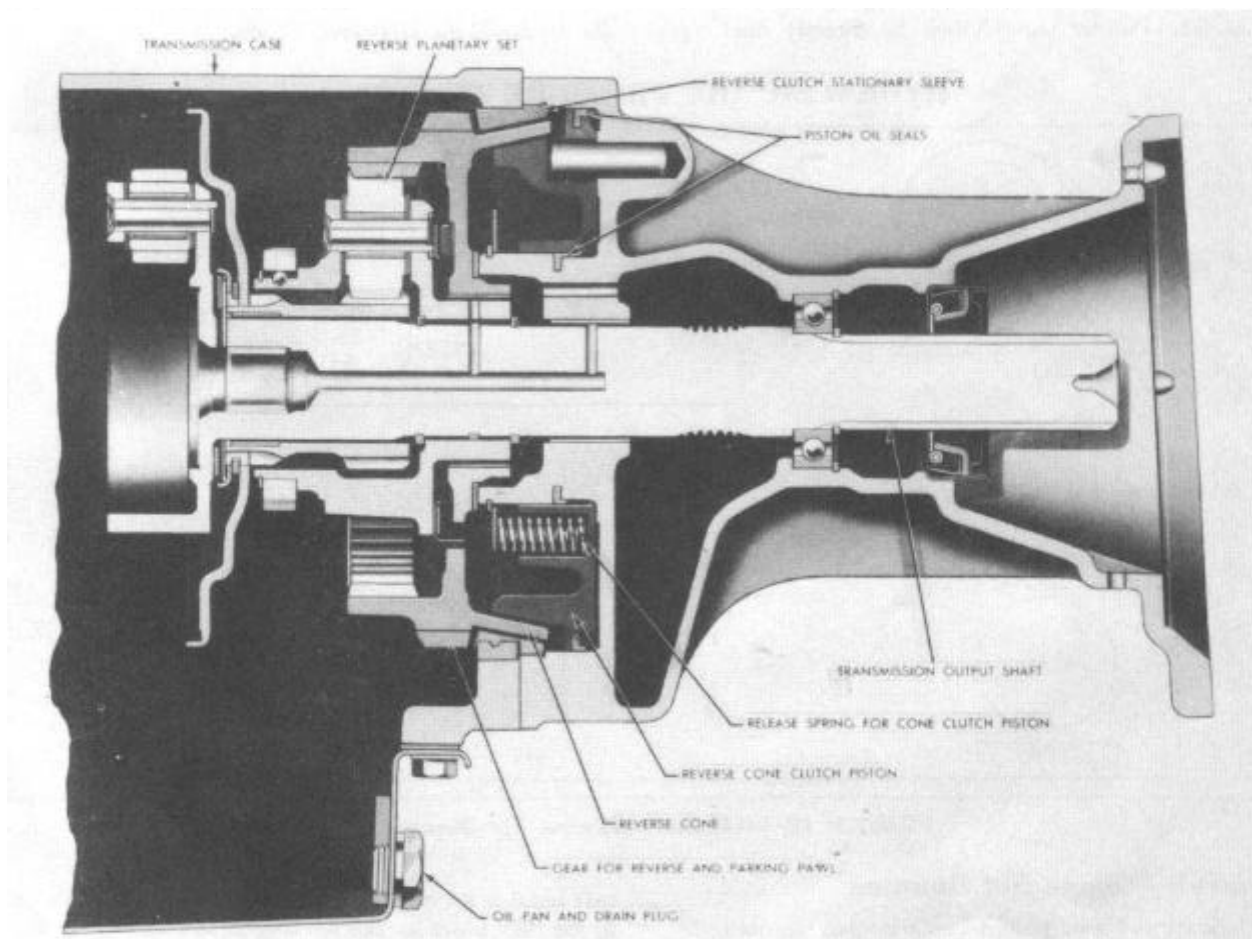 TRANSMISSION CASE
REVERSE PLANETARY SET
REVERSE CLUTCH STATIONARY SLEEVE
PISTON OIL SEALS
TRANSMISSION OUTPUT SHAFT
RELEASE SPRING FOR CONE CLUTCH PISTON
REVERSE CONE CLUTCH PISTON
REVERSE CONE
GEAR FOR REVERSE AND PARKING PAWL
OIL PAN AND DRAIN PLUG